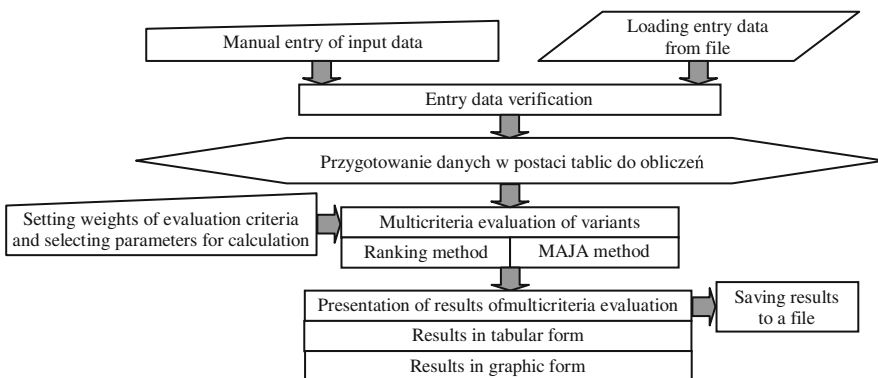 Manual entry of input data
Loading entry data
from file
Entry data verification
Przygotowanie danych w postaci tablic do obliczeń
Setting weights of evaluation criteria
and selecting parameters for calculation
Multicriteria evaluation of variants
Ranking method
MAJA method
Presentation of results ofmulticriteria evaluation
Saving results
to a file
Results in tabular form
Results in graphic form